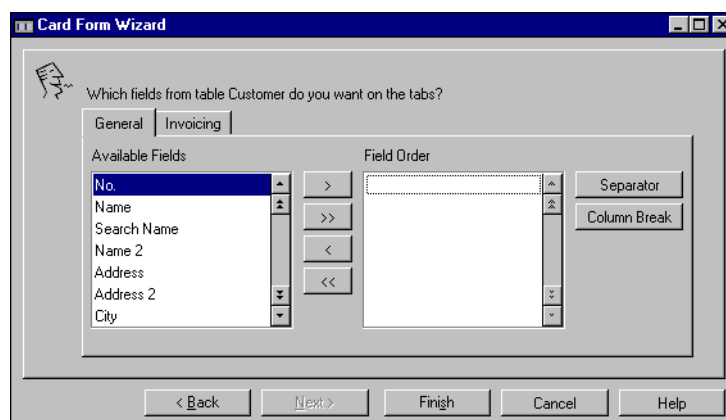 Card Form Wizard
Which fields from table Customer do you want on the tabs?
General Invoicing
Available Fields Field Order
No.
Name
Search Name
Name 2
Address
Address 2
City
>
>>
<
<<
Separator
Column Break
< Back Next > Finish Cancel Help